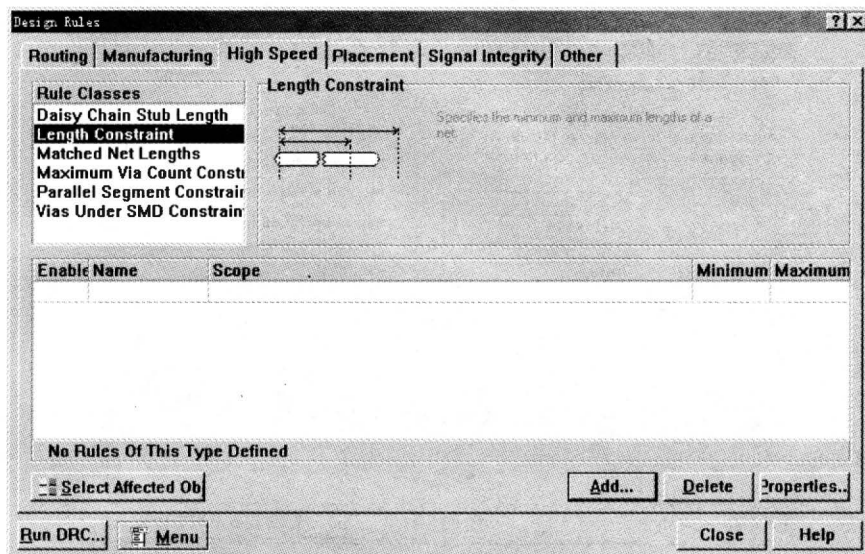 Design Rules
Routing Manufacturing High Speed Placement Signal Integrity Other
Rule Classes
Daisy Chain Stub Length
Length Constraint
Matched Net Lengths
Maximum Via Count Constr
Parallel Segment Constrain
Vias Under SMD Constrain
Length Constraint
Specifies the minimum and maximum lengths of a
net.
Enable Name Scope Minimum Maximum
No Rules Of This Type Defined
Select Affected Ob Add... Delete Properties..
Run DRC... Menu Close Help